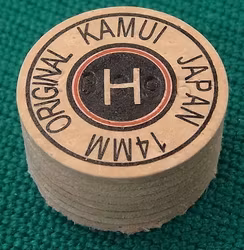 ORIGINAL KAMUI JAPAN 14MM
H